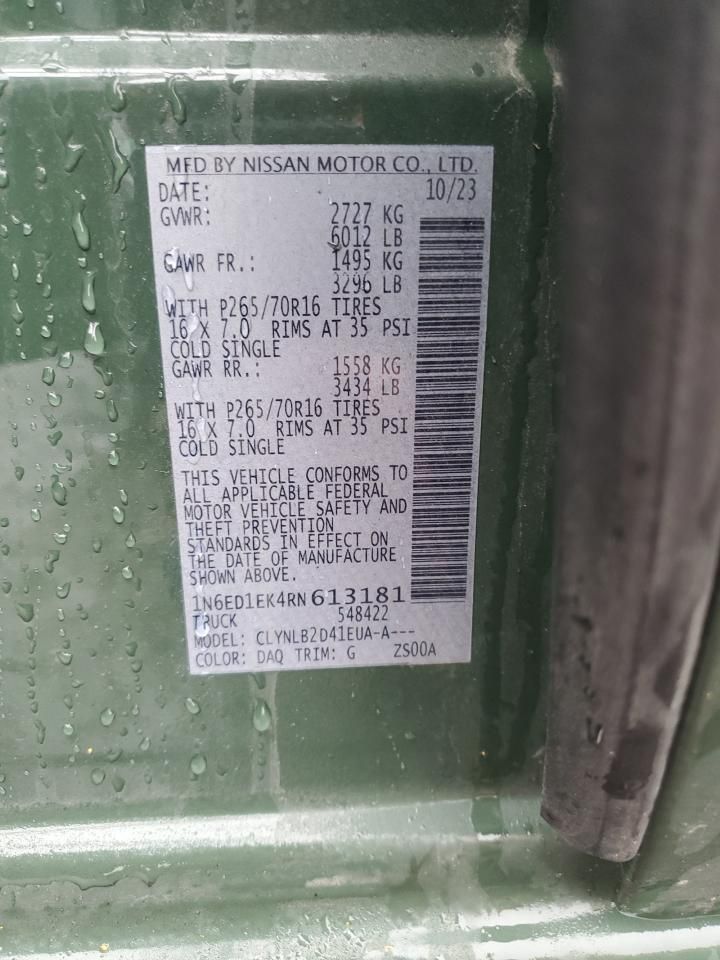 MFD BY NISSAN MOTOR CO., LTD.
DATE: 10/23
GVWR: 2727 KG
6012 LB
GAWR FR.: 1495 KG
3296 LB
WITH P265/70R16 TIRES
16 X 7.0 RIMS AT 35 PSI
COLD SINGLE
GAWR RR.: 1558 KG
3434 LB
WITH P265/70R16 TIRES
16 X 7.0 RIMS AT 35 PSI
COLD SINGLE
THIS VEHICLE CONFORMS TO
ALL APPLICABLE FEDERAL
MOTOR VEHICLE SAFETY AND
THEFT PREVENTION
STANDARDS IN EFFECT ON
THE DATE OF MANUFACTURE
SHOWN ABOVE.
1N6ED1EK4RN613181
TRUCK 548422
MODEL: CLYNLB2D41EUA-A---
COLOR: DAQ TRIM: G ZS00A